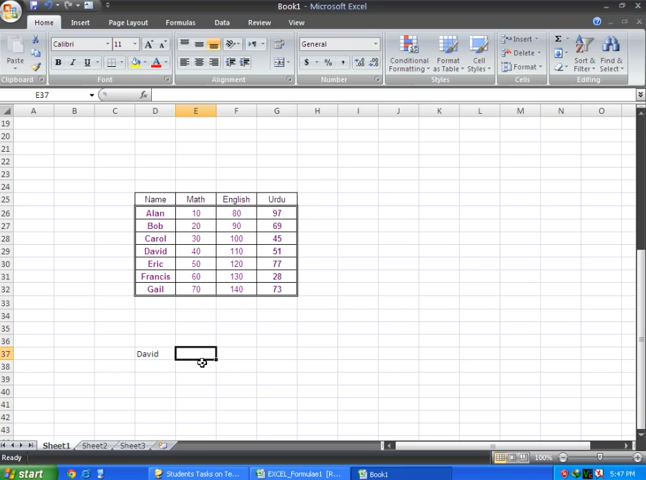 Book1 - Microsoft Excel
Home Insert Page Layout Formulas Data Review View
Paste
Clipboard
Calibri 11
B I U
Font
Alignment
General
$ % ,
Number
Conditional Formatting
Format as Table
Cell Styles
Styles
Insert
Delete
Format
Cells
Σ
Sort & Filter
Find & Select
Editing
E37 fx
A B C D E F G H I J K L M N O
19
20
21
22
23
24
25 Name Math English Urdu
26 Alan 10 80 97
27 Bob 20 90 69
28 Carol 30 100 45
29 David 40 110 51
30 Eric 50 120 77
31 Francis 60 130 28
32 Gail 70 140 73
33
34
35
36
37 David
38
39
40
41
42
43
Sheet1 Sheet2 Sheet3
Ready 100%
start Students Tasks on Te... EXCEL_Formulae1 [R... Book1 5:47 PM